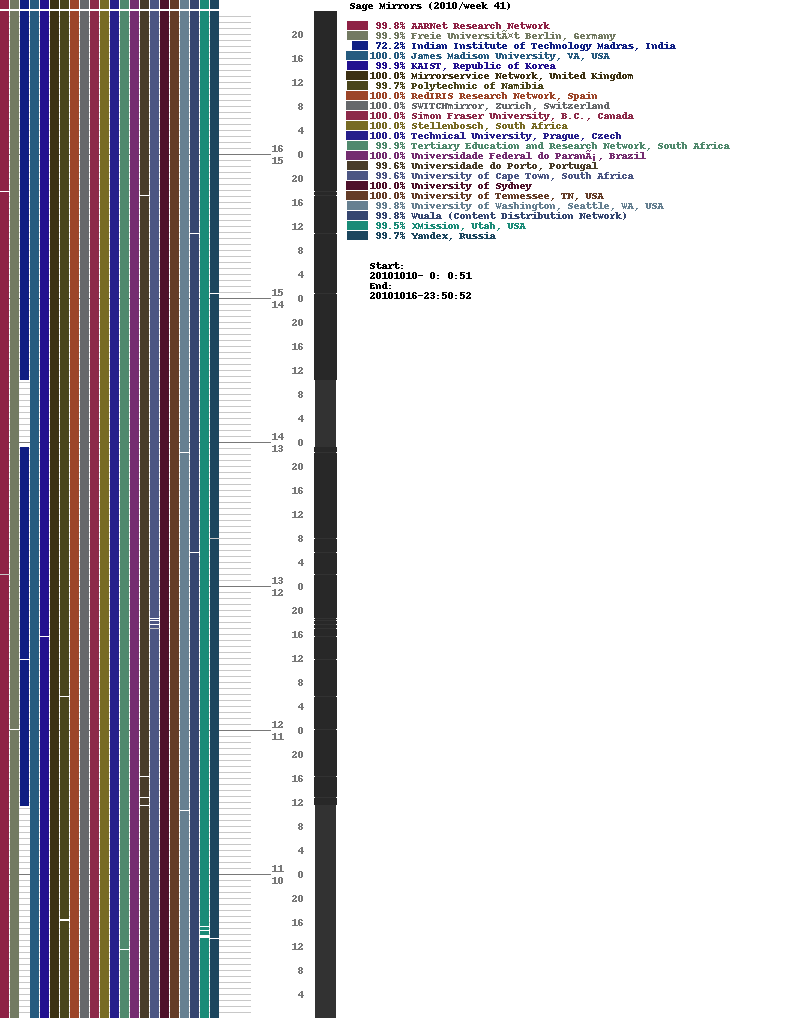 Sage Mirrors (2010/week 41)
99.8% AARNet Research Network
99.9% Freie UniversitÃ¤t Berlin, Germany
72.2% Indian Institute of Technology Madras, India
100.0% James Madison University, VA, USA
99.9% KAIST, Republic of Korea
100.0% Mirrorservice Network, United Kingdom
99.7% Polytechnic of Namibia
100.0% RedIRIS Research Network, Spain
100.0% SWITCHmirror, Zurich, Switzerland
100.0% Simon Fraser University, B.C., Canada
100.0% Stellenbosch, South Africa
100.0% Technical University, Prague, Czech
99.9% Tertiary Education and Research Network, South Africa
100.0% Universidade Federal do ParmÃ¡, Brazil
99.6% Universidade do Porto, Portugal
99.6% University of Cape Town, South Africa
100.0% University of Sydney
100.0% University of Tennessee, TN, USA
99.8% University of Washington, Seattle, WA, USA
99.8% Wuala (Content Distribution Network)
99.5% XMission, Utah, USA
99.7% Yandex, Russia
Start:
20101010- 0: 0:51
End:
20101016-23:50:52
20
16
12
8
4
16
0
15
20
16
12
8
4
15
0
14
20
16
12
8
4
14
0
13
20
16
12
8
4
13
0
12
20
16
12
8
4
12
0
11
20
16
12
8
4
11
0
10
20
16
12
8
4